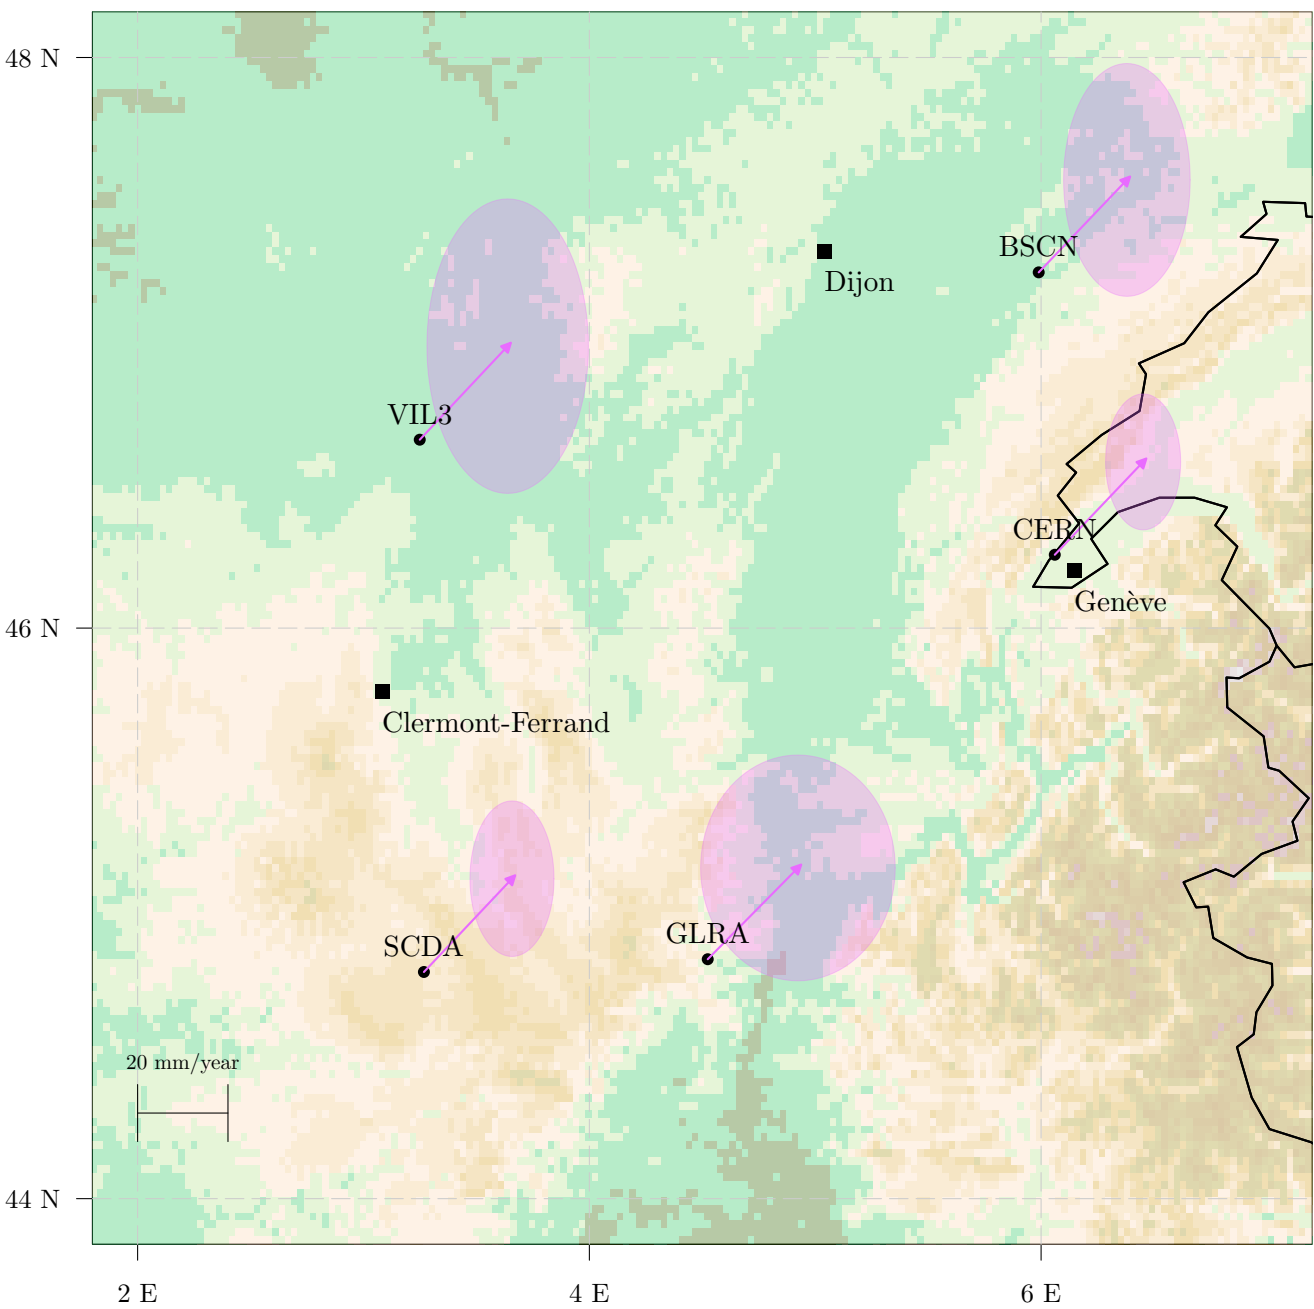 48 N
BSCN
Dijon
VIL3
CERN
Genève
46 N
Clermont-Ferrand
GLRA
SCDA
20 mm/year
44 N
2 E
4 E
6 E